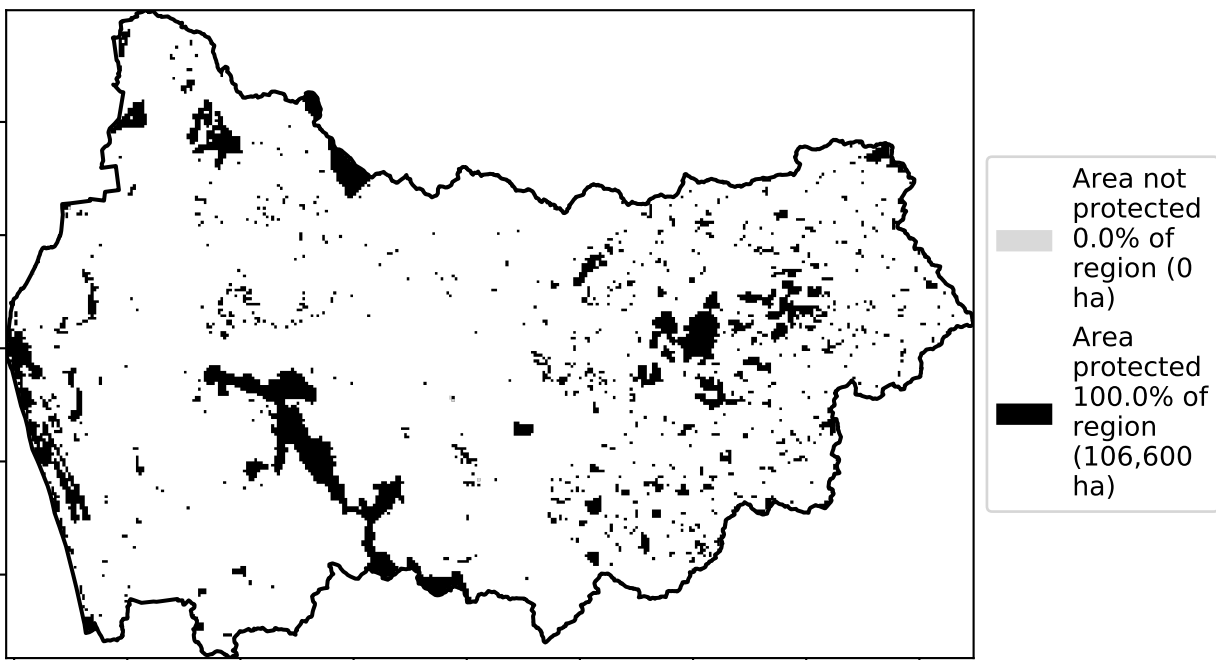 Area not
protected
0.0% of
region (0
ha)
Area
protected
100.0% of
region
(106,600
ha)